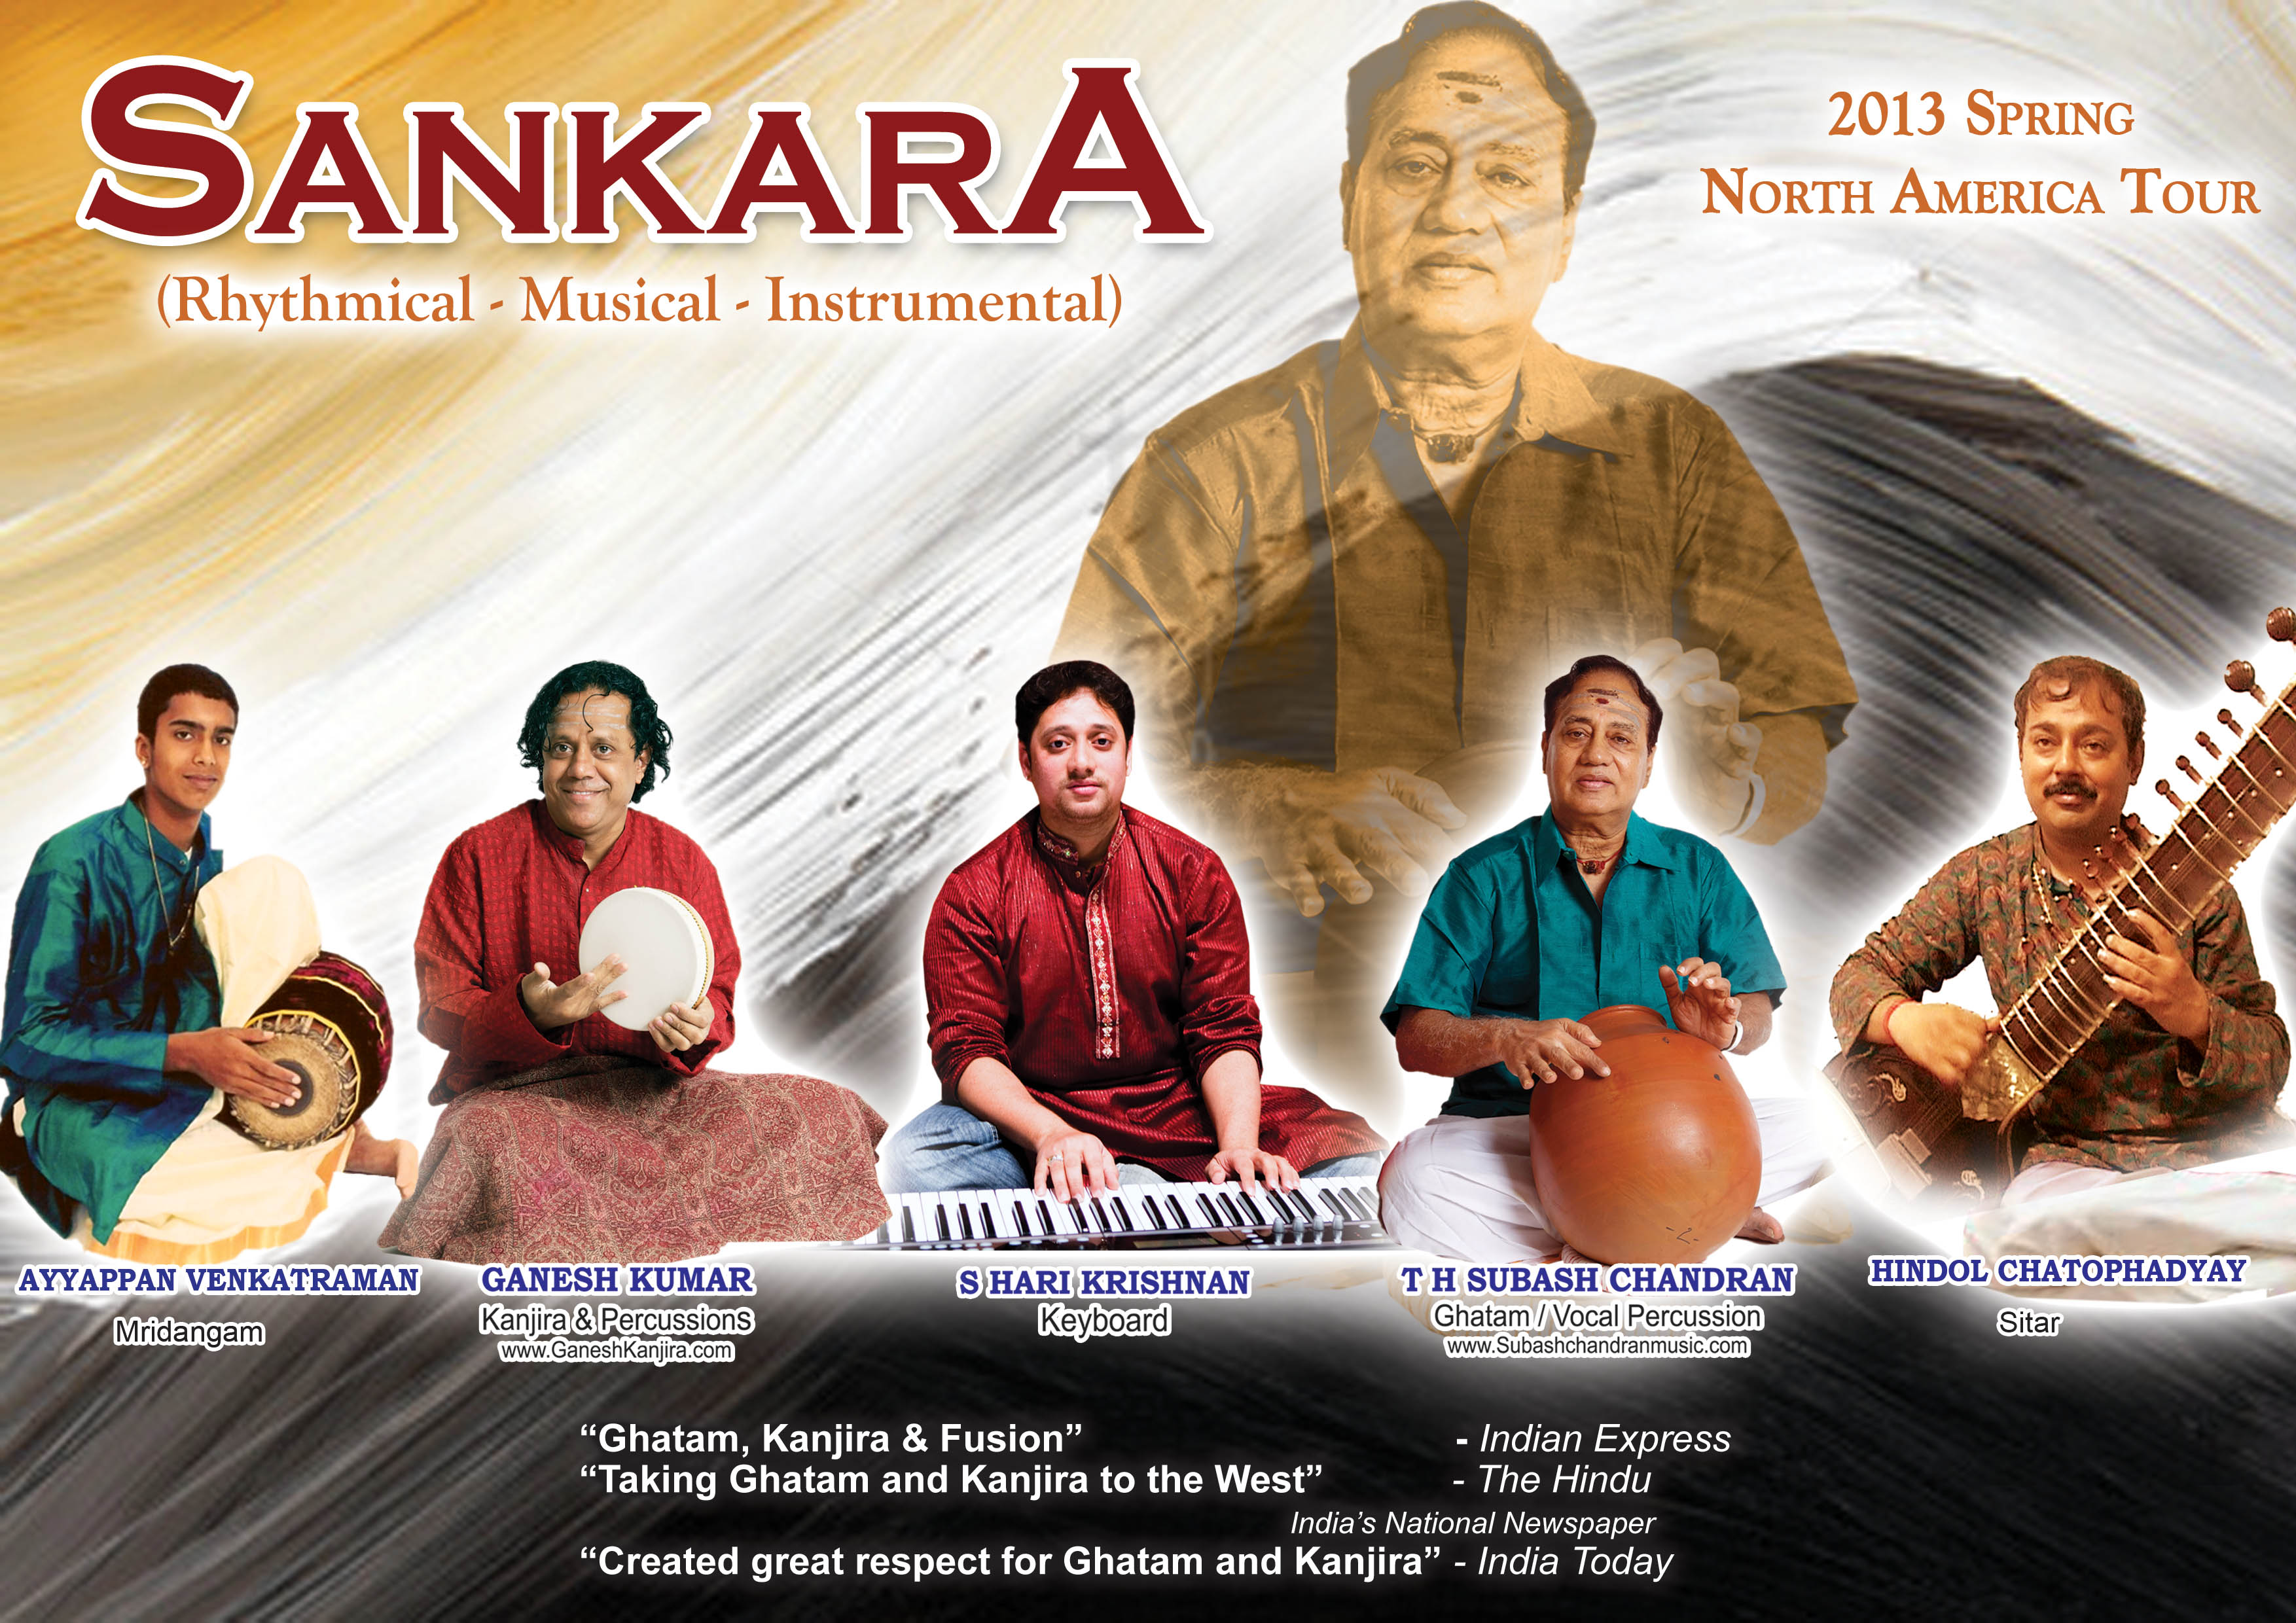 SANKARA
(Rhythmical - Musical - Instrumental)
2013 SPRING
NORTH AMERICA TOUR
AYYAPPAN VENKATRAMAN
Mridangam
GANESH KUMAR
Kanjira & Percussions
www.GaneshKanjira.com
S HARI KRISHNAN
Keyboard
T H SUBASH CHANDRAN
Ghatam / Vocal Percussion
www.Subashchandranmusic.com
HINDOL CHATOPHADYAY
Sitar
“Ghatam, Kanjira & Fusion” - Indian Express
“Taking Ghatam and Kanjira to the West” - The Hindu
India’s National Newspaper
“Created great respect for Ghatam and Kanjira” - India Today